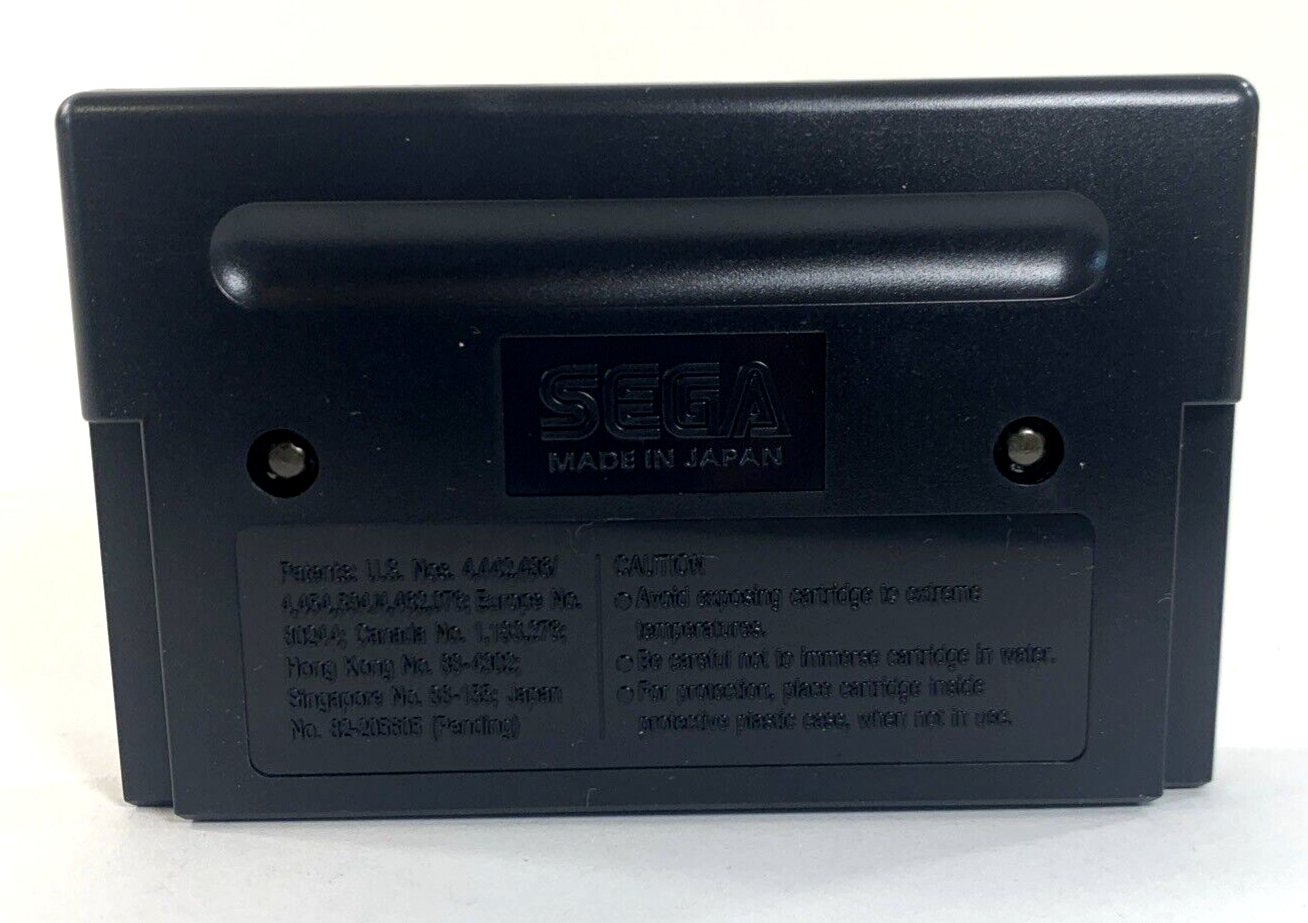 SEGA
MADE IN JAPAN
Patents: U.S. Nos. 4,442,486/
4,454,594/4,462,076; Europe No.
80244; Canada No. 1,183,276;
Hong Kong No. 88-4302;
Singapore No. 88-155; Japan
No. 82-205605 (Pending)
CAUTION
○ Avoid exposing cartridge to extreme
temperatures.
○ Be careful not to immerse cartridge in water.
○ For protection, place cartridge inside
protective plastic case, when not in use.